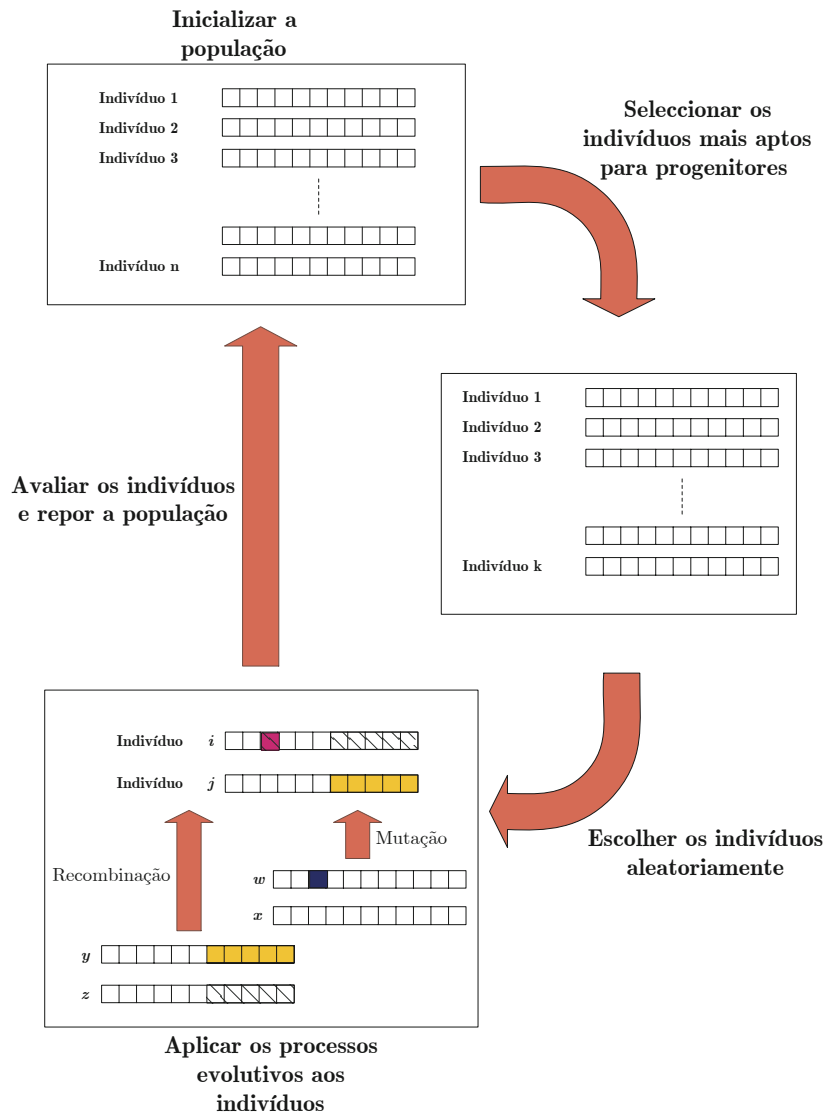 Inicializar a
população
Indivíduo 1
Indivíduo 2
Indivíduo 3
Indivíduo n
Seleccionar os
indivíduos mais aptos
para progenitores
Indivíduo 1
Indivíduo 2
Indivíduo 3
Indivíduo k
Avaliar os indivíduos
e repor a população
Indivíduo i
Indivíduo j
Recombinação
Mutação
w
x
y
z
Escolher os indivíduos
aleatoriamente
Aplicar os processos
evolutivos aos
indivíduos